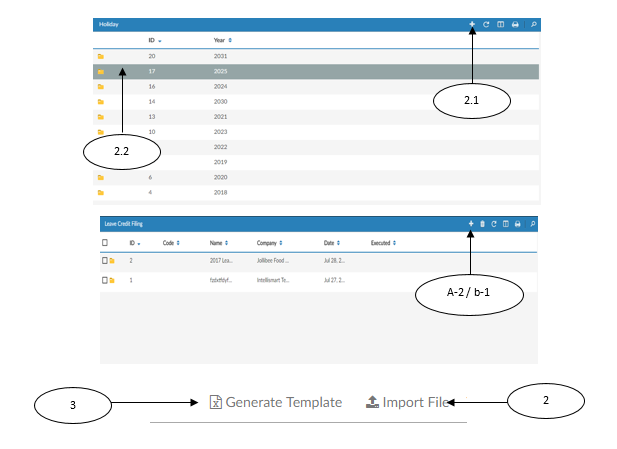 Holiday
ID Year
20 2031
17 2025
16 2024
14 2030
13 2021
10 2023
2022
2019
6 2020
4 2018
2.1
2.2
Leave Credit Filing
ID Code Name Company Date Executed
2 2017 Lea... Jollibee Food ... Jul 28, 2...
1 Intellismart Te... Jul 27, 2...
A-2 / b-1
3 Generate Template Import File 2